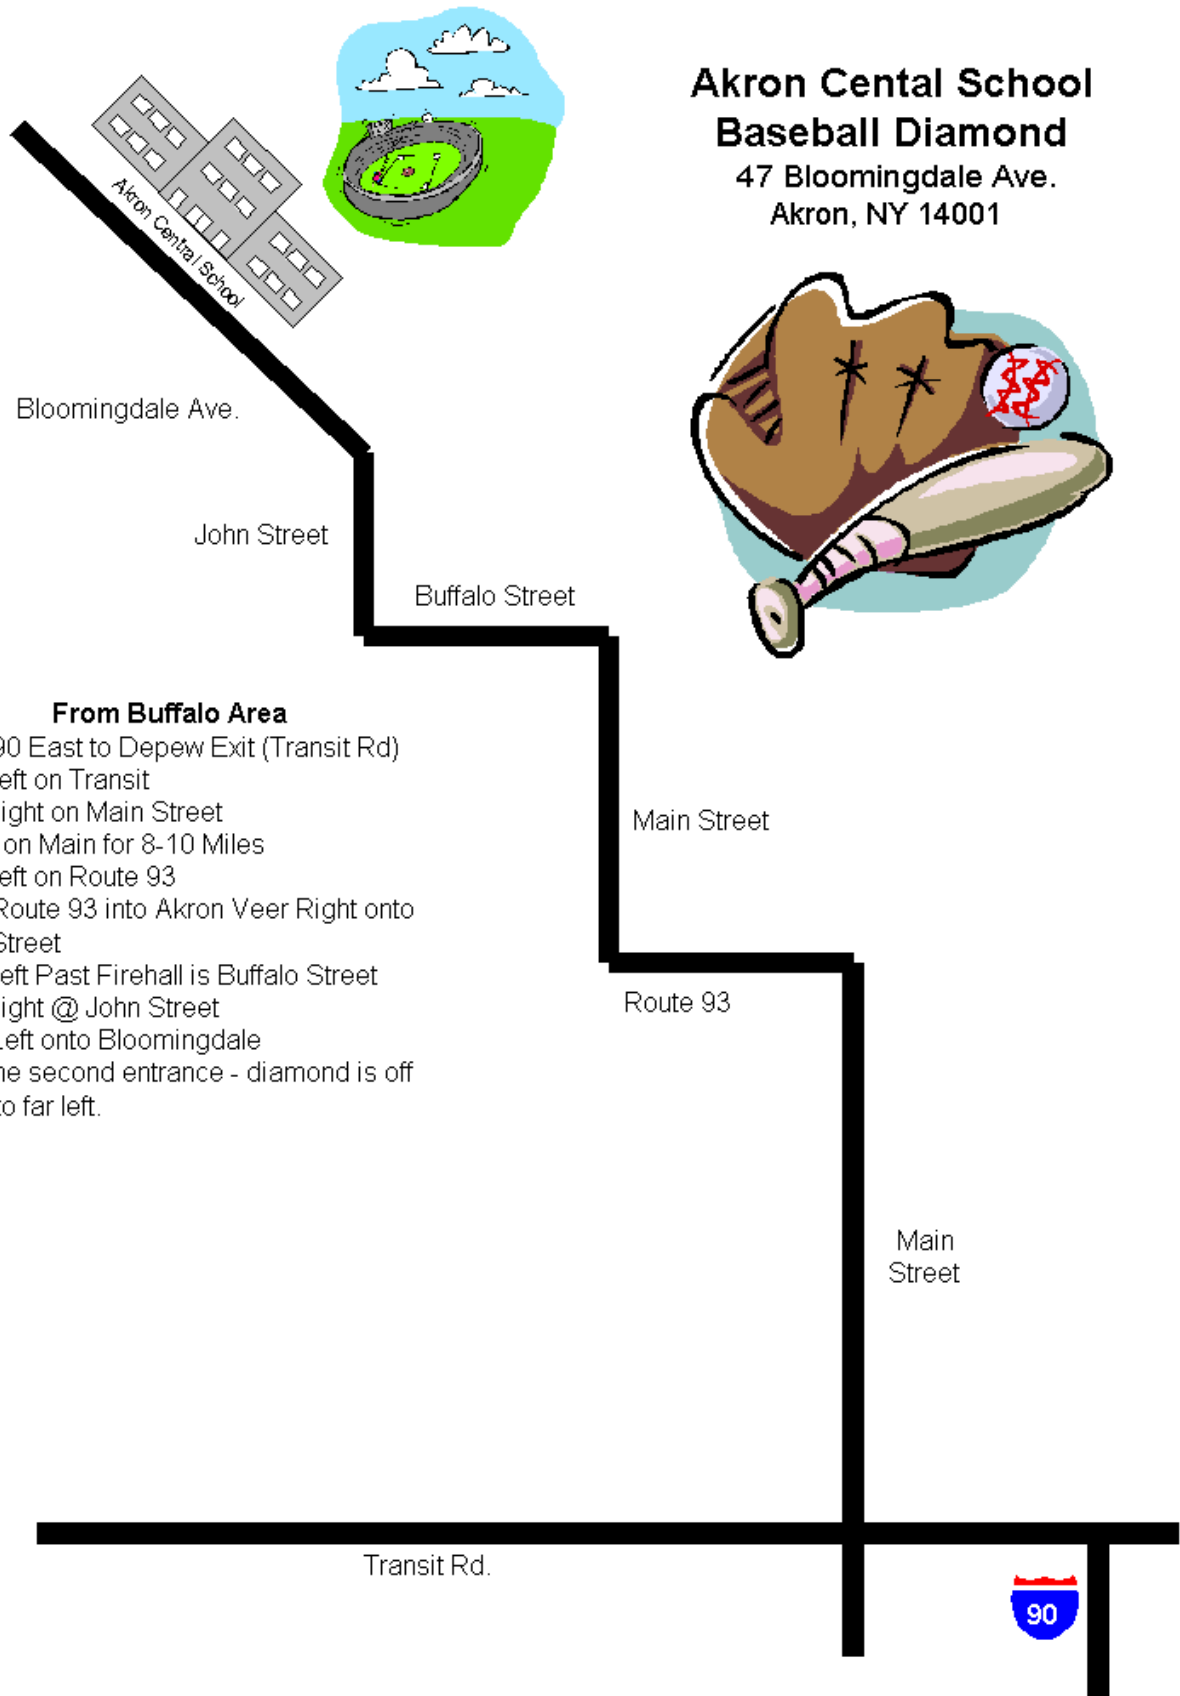 Akron Cental School
Baseball Diamond
47 Bloomingdale Ave.
Akron, NY 14001
Akron Central School
Bloomingdale Ave.
John Street
Buffalo Street
From Buffalo Area
90 East to Depew Exit (Transit Rd)
eft on Transit
ight on Main Street
on Main for 8-10 Miles
eft on Route 93
Route 93 into Akron Veer Right onto
Street
eft Past Firehall is Buffalo Street
ight @ John Street
Left onto Bloomingdale
he second entrance - diamond is off
to far left.
Main Street
Route 93
Main
Street
Transit Rd.
90